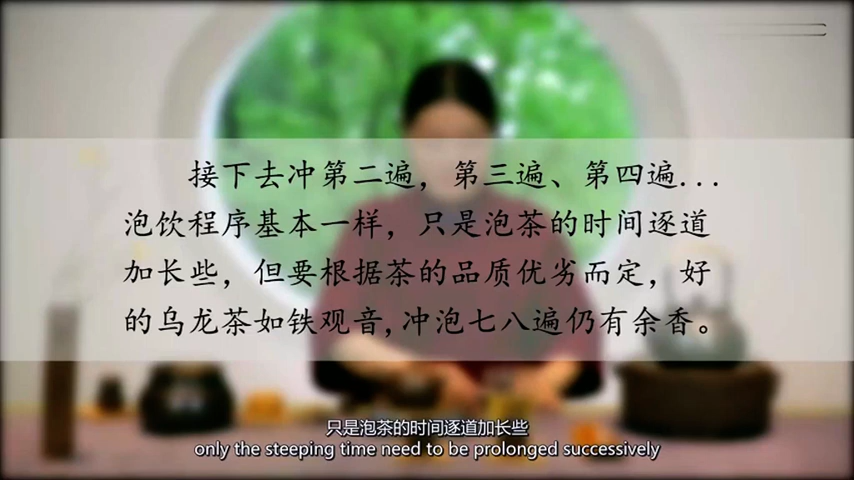 接下去冲第二遍，第三遍、第四遍...
泡饮程序基本一样，只是泡茶的时间逐道
加长些，但要根据茶的品质优劣而定，好
的乌龙茶如铁观音,冲泡七八遍仍有余香。
只是泡茶的时间逐道加长些
only the steeping time need to be prolonged successively